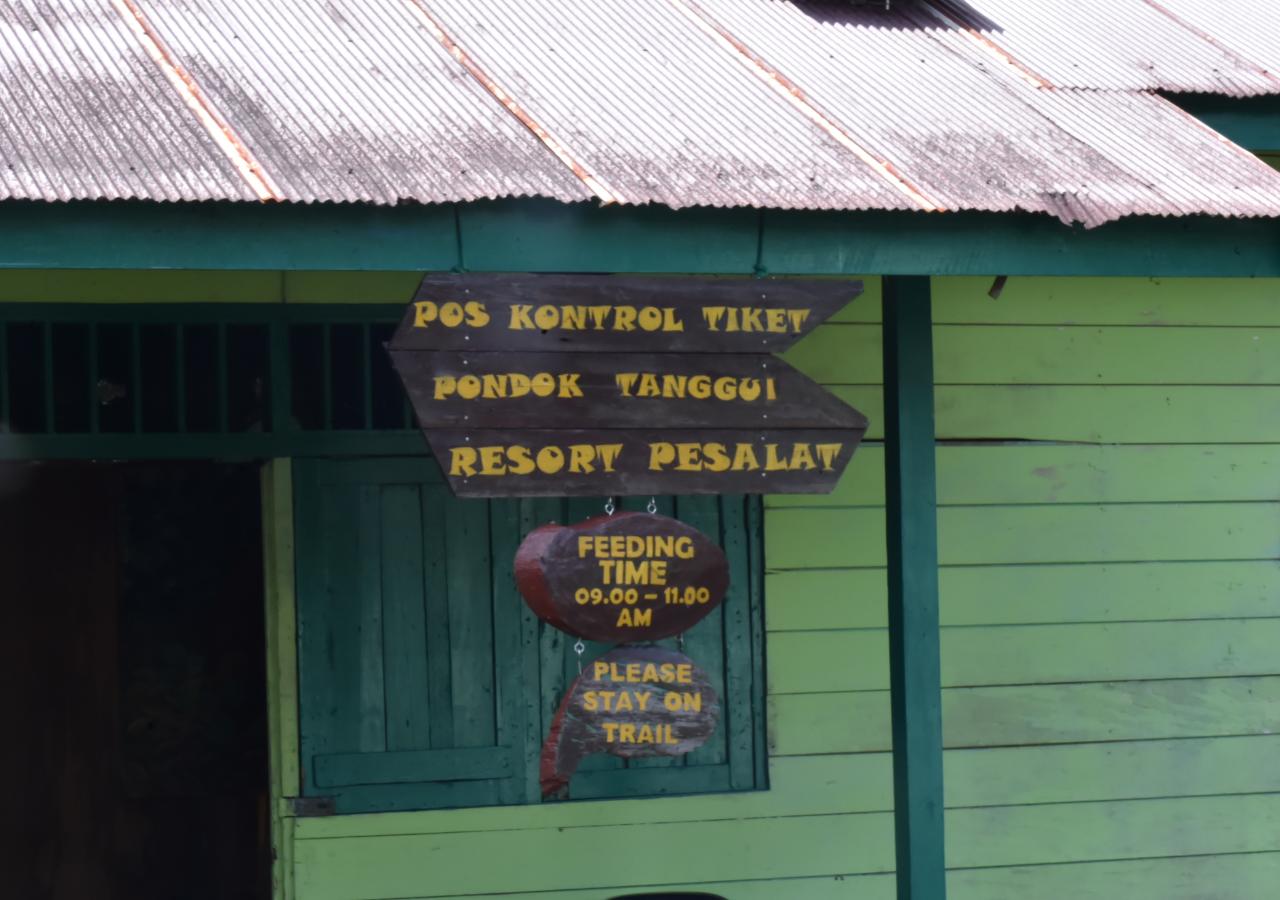 POS KONTROL TIKET
PONDOK TANGGUI
RESORT PESALAT
FEEDING
TIME
09.00 - 11.00
AM
PLEASE
STAY ON
TRAIL